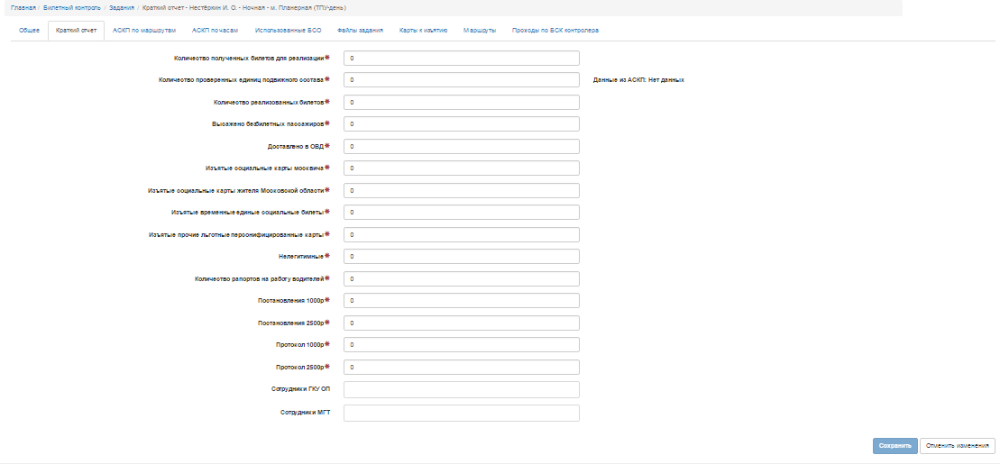 Главная / Билетный контроль / Задания / Краткий отчет - Нестёркин И. О. - Ночная - м. Планерная (ТПУ-день)
Общее Краткий отчет АСКП по маршрутам АСКП по часам Использованные БСО Файлы задания Карты к изъятию Маршруты Проходы по БСК контролера
Количество полученных билетов для реализации* 0
Количество проверенных единиц подвижного состава* 0 Данные из АСКП: Нет данных
Количество реализованных билетов* 0
Высажено безбилетных пассажиров* 0
Доставлено в ОВД* 0
Изъятые социальные карты москвича* 0
Изъятые социальные карты жителя Московской области* 0
Изъятые временные единые социальные билеты* 0
Изъятые прочие льготные персонифицированные карты* 0
Нелегитимные* 0
Количество рапортов на работу водителей* 0
Постановления 1000р* 0
Постановления 2500р* 0
Протокол 1000р* 0
Протокол 2500р* 0
Сотрудники ГКУ ОП
Сотрудники МГТ
Сохранить Отменить изменения